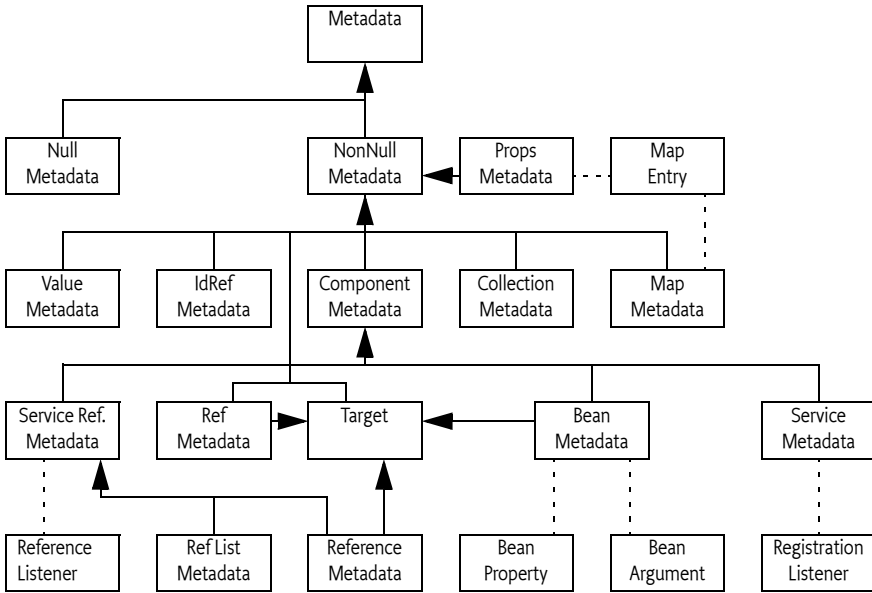 Metadata
Null
Metadata
NonNull
Metadata
Props
Metadata
Map
Entry
Value
Metadata
IdRef
Metadata
Component
Metadata
Collection
Metadata
Map
Metadata
Service Ref.
Metadata
Ref
Metadata
Target
Bean
Metadata
Service
Metadata
Reference
Listener
Ref List
Metadata
Reference
Metadata
Bean
Property
Bean
Argument
Registration
Listener